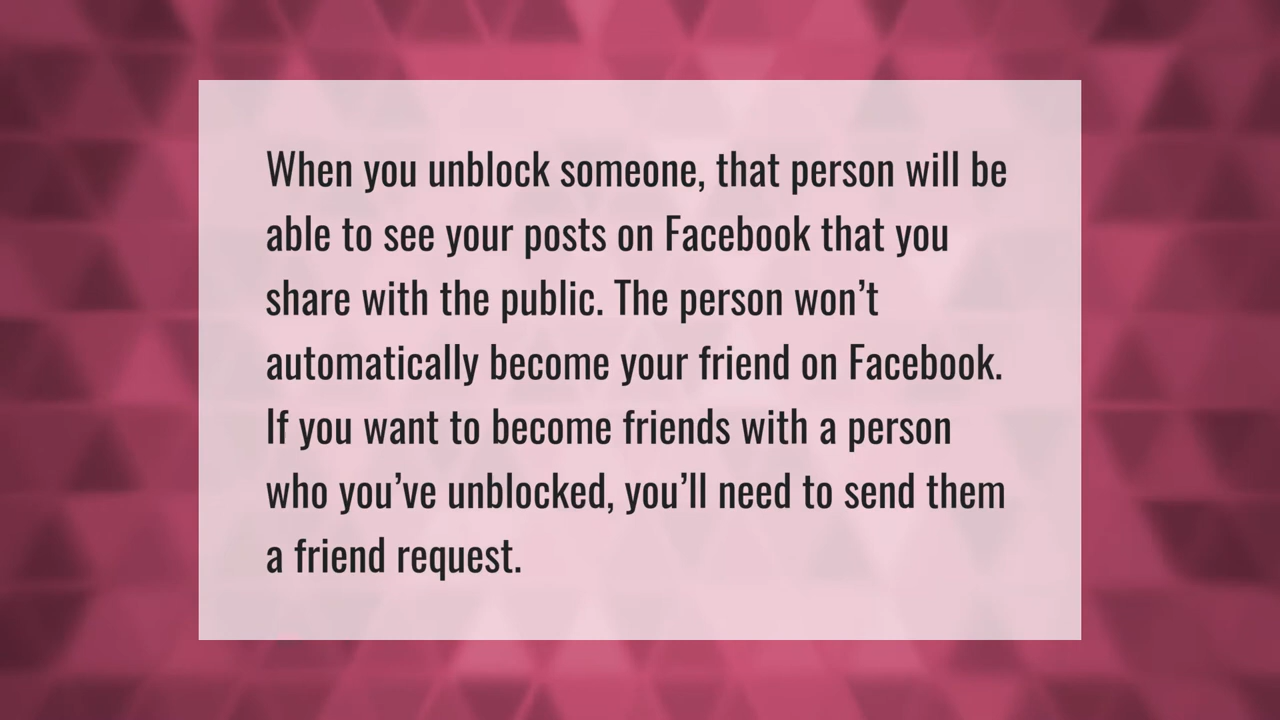 When you unblock someone, that person will be
able to see your posts on Facebook that you
share with the public. The person won’t
automatically become your friend on Facebook.
If you want to become friends with a person
who you’ve unblocked, you’ll need to send them
a friend request.